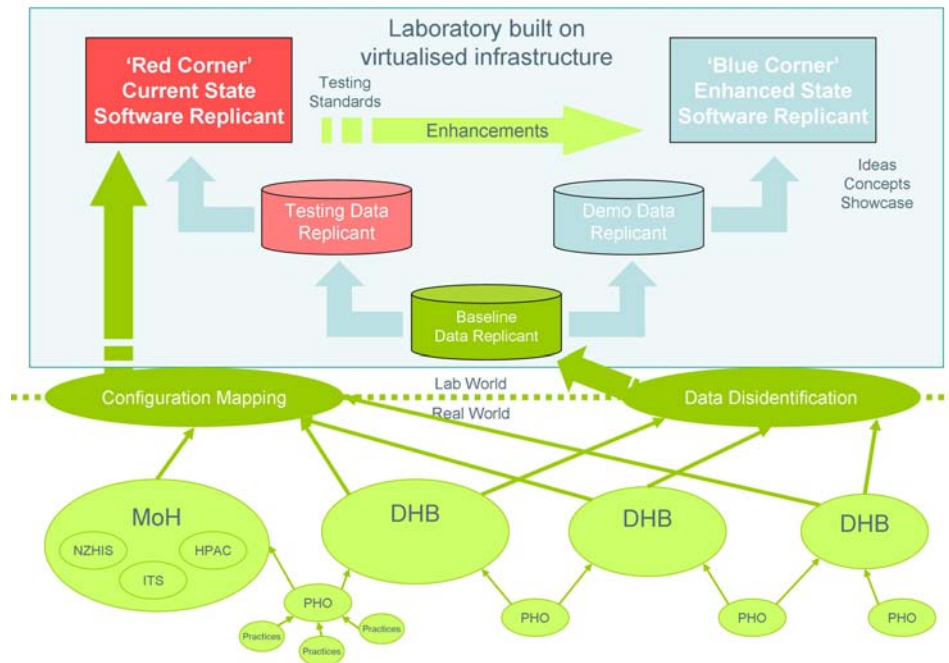 Laboratory built on
virtualised infrastructure
'Red Corner'
Current State
Software Replicant
Testing
Standards
Enhancements
'Blue Corner'
Enhanced State
Software Replicant
Ideas
Concepts
Showcase
Testing Data
Replicant
Demo Data
Replicant
Baseline
Data Replicant
Lab World
Configuration Mapping
Data Disidentification
Real World
MoH
NZHIS
HPAC
ITS
DHB
DHB
DHB
PHO
PHO
PHO
PHO
Practices
Practices
Practices